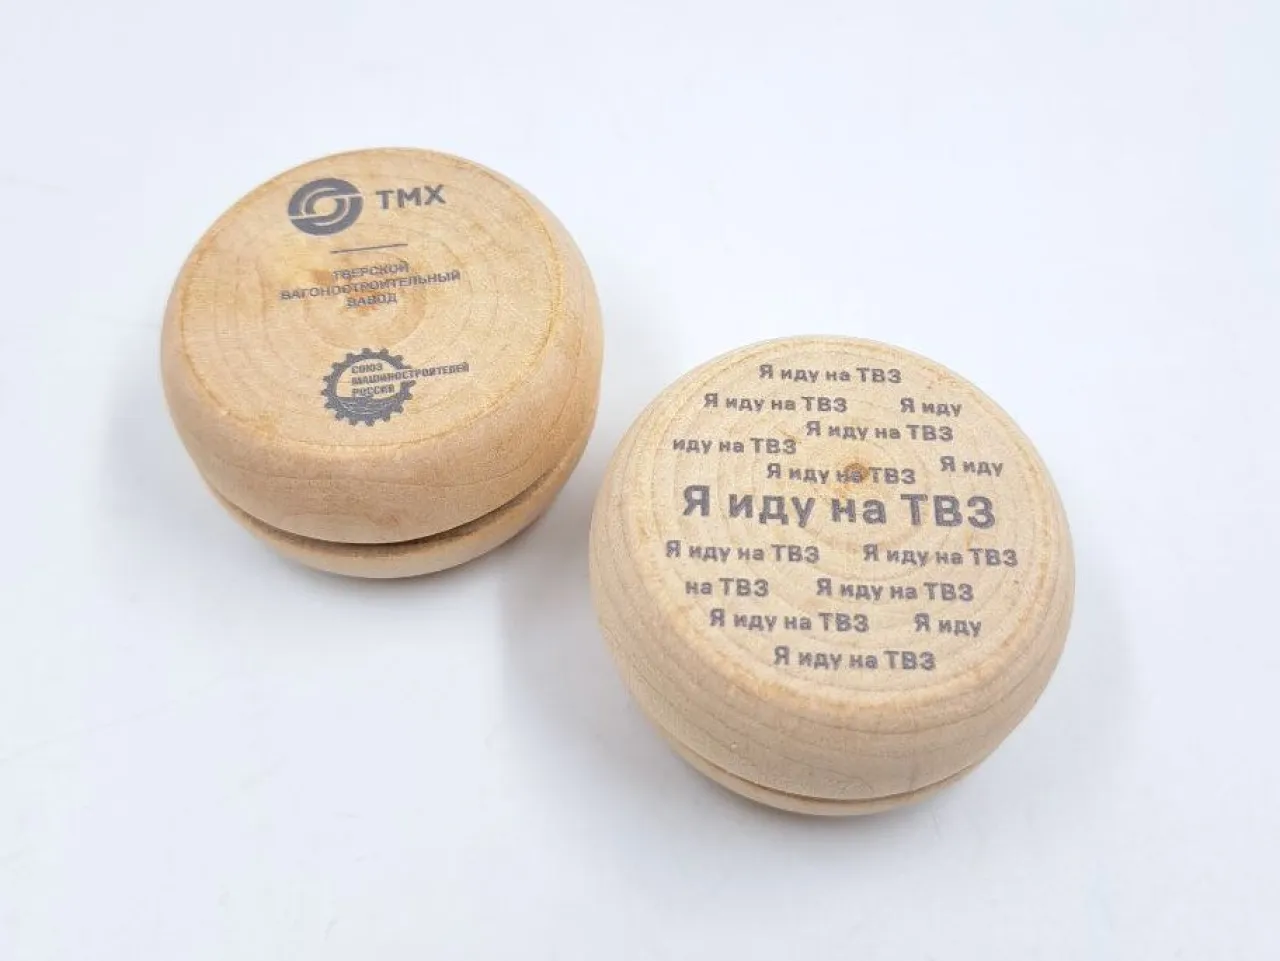 ТМХ
ТВЕРСКОЙ
ВАГОНОСТРОИТЕЛЬНЫЙ
ЗАВОД
СОЮЗ
МАШИНОСТРОИТЕЛЕЙ
РОССИИ
Я иду на ТВЗ
Я иду на ТВЗ Я иду
Я иду на ТВЗ
иду на ТВЗ
Я иду
Я иду на ТВЗ
Я иду на ТВЗ
Я иду на ТВЗ Я иду на ТВЗ
на ТВЗ Я иду на ТВЗ
Я иду на ТВЗ Я иду
Я иду на ТВЗ